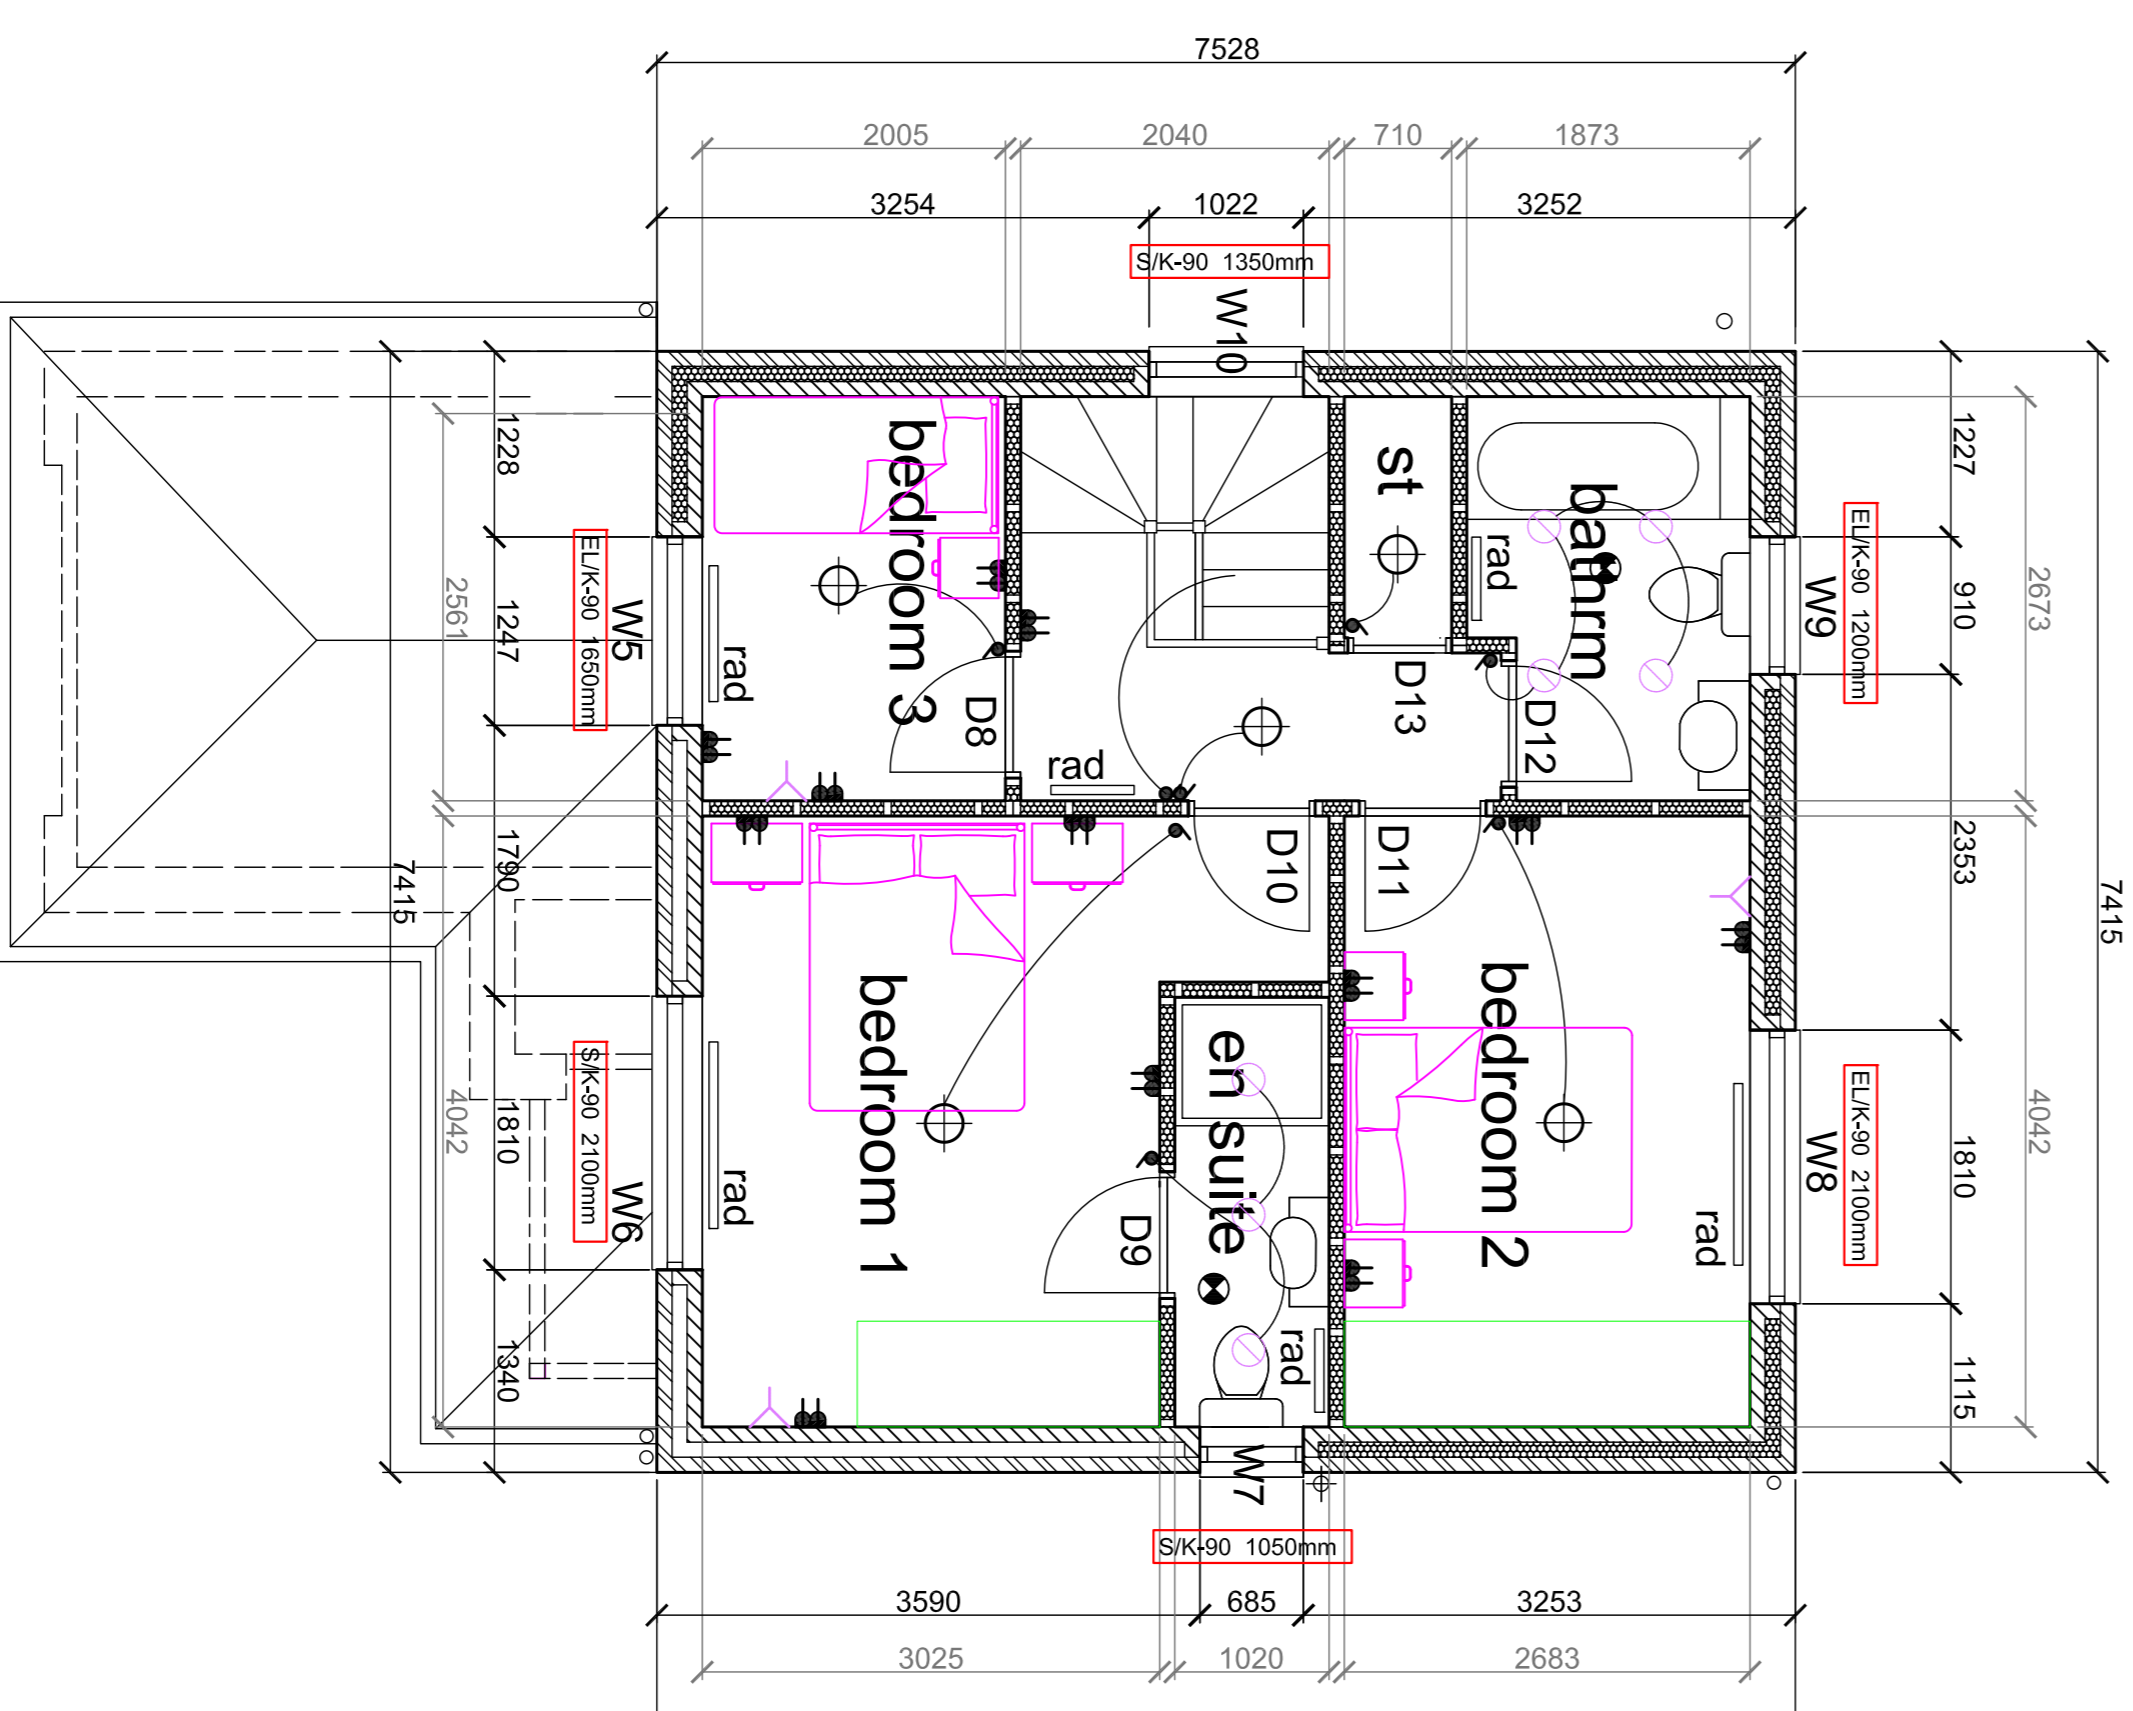 7528
2005
2040
710
1873
3254
1022
3252
S/K-90 1350mm
W10
1228
1227
st
bedroom 3
bathrm
rad
EL/K-90 1650mm
W5
2561
1247
rad
D8
D13
D12
W9
EL/K-90 1200mm
910
2673
rad
7415
1790
D10
D11
2353
7415
bedroom 1
en suite
bedroom 2
S/K-90 2100mm
W6
4042
1810
rad
D9
rad
W8
EL/K-90 2100mm
1810
4042
1340
rad
1115
W7
S/K-90 1050mm
3590
685
3253
3025
1020
2683